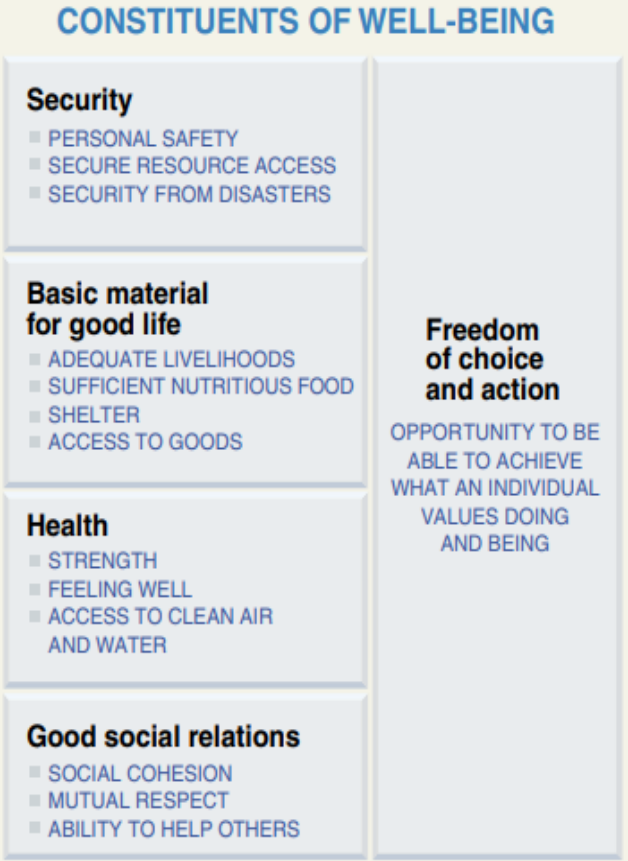 CONSTITUENTS OF WELL-BEING
Security
PERSONAL SAFETY
SECURE RESOURCE ACCESS
SECURITY FROM DISASTERS
Basic material
for good life
ADEQUATE LIVELIHOODS
SUFFICIENT NUTRITIOUS FOOD
SHELTER
ACCESS TO GOODS
Health
STRENGTH
FEELING WELL
ACCESS TO CLEAN AIR
AND WATER
Good social relations
SOCIAL COHESION
MUTUAL RESPECT
ABILITY TO HELP OTHERS
Freedom
of choice
and action
OPPORTUNITY TO BE
ABLE TO ACHIEVE
WHAT AN INDIVIDUAL
VALUES DOING
AND BEING